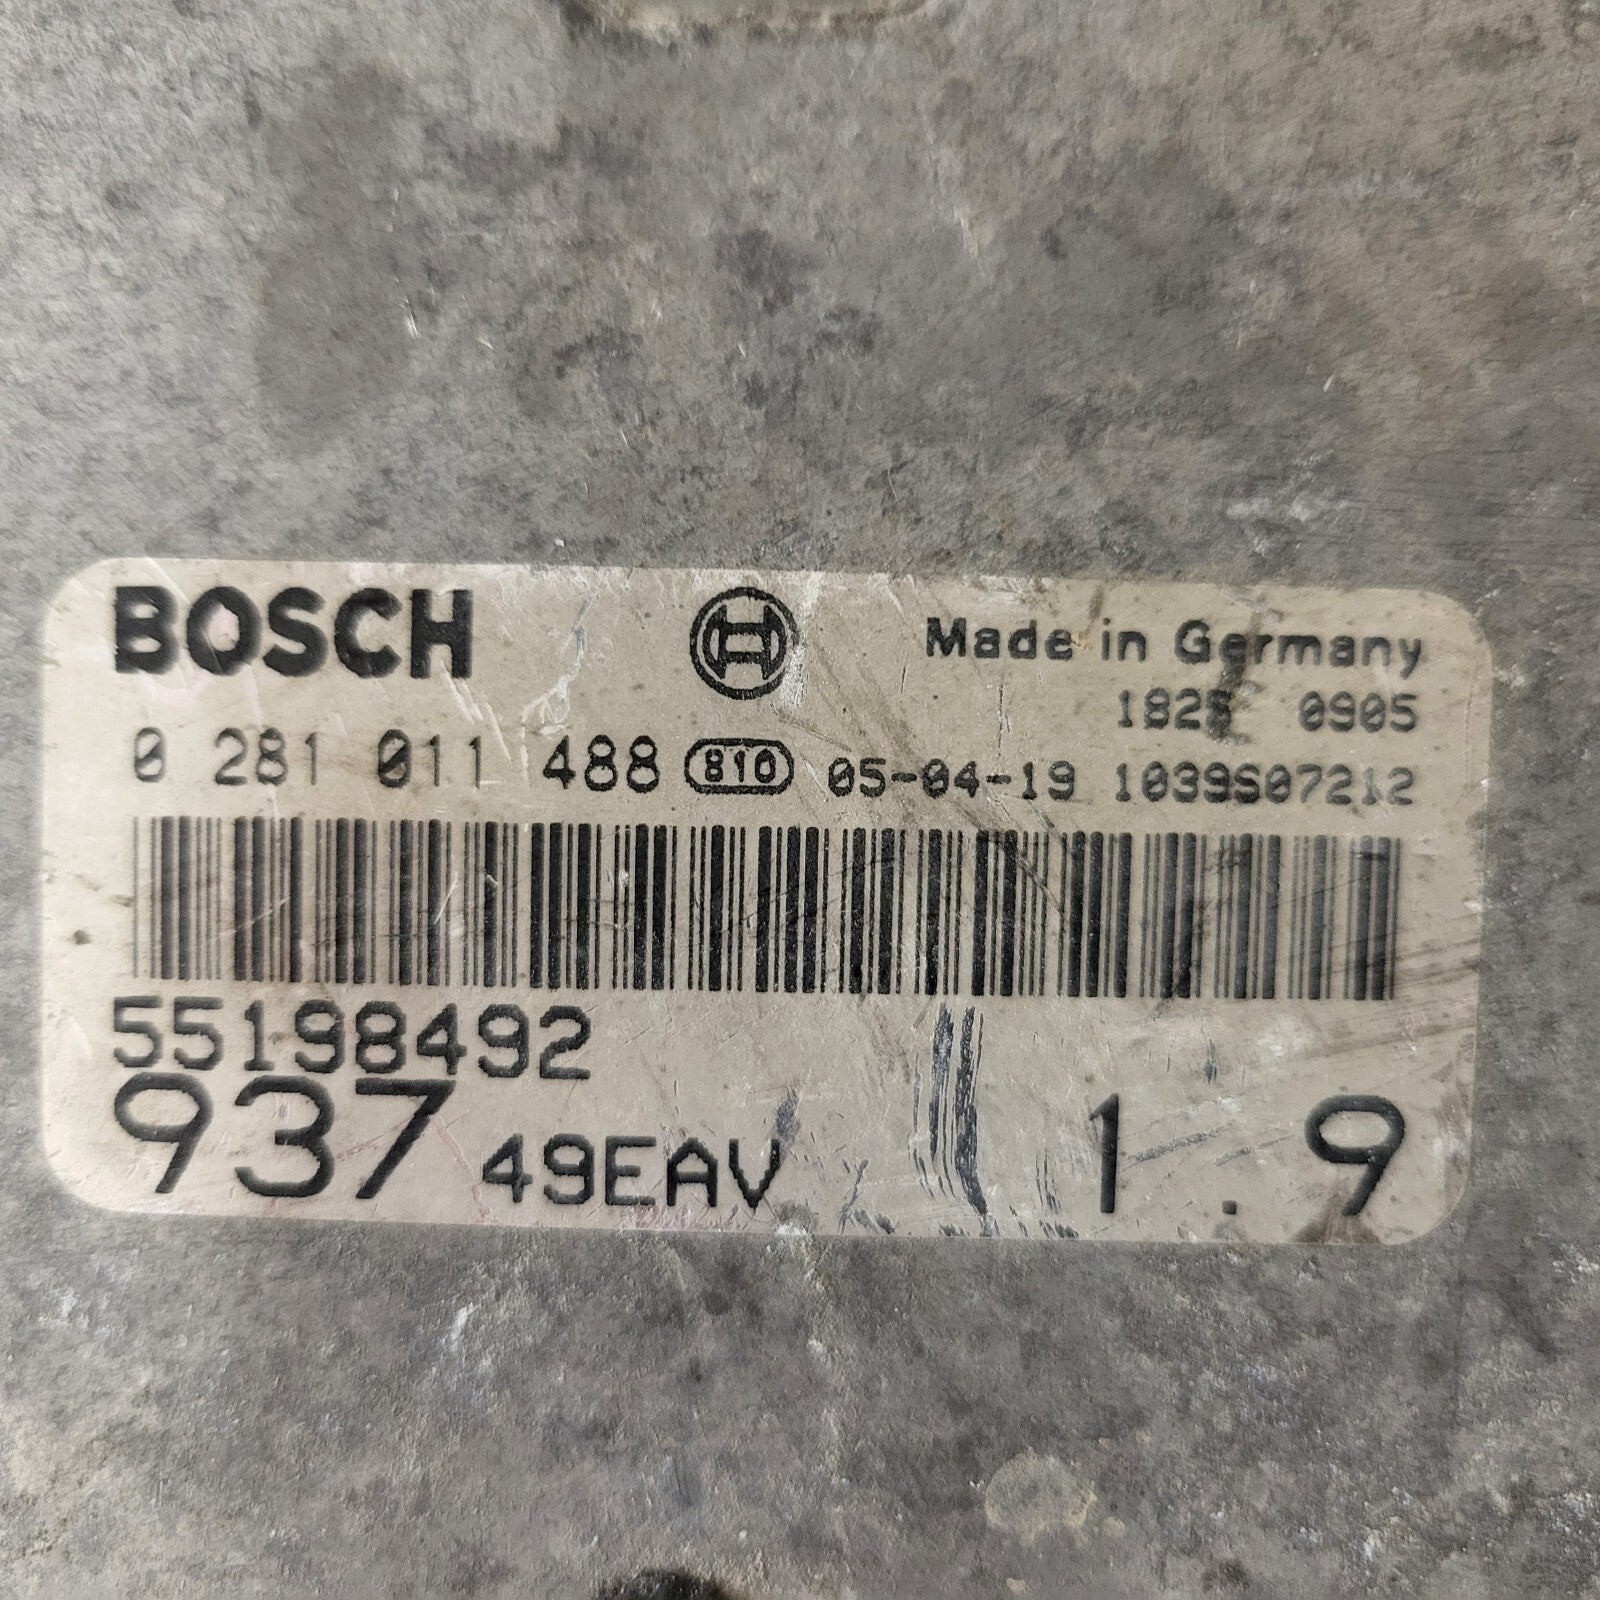 BOSCH Made in Germany
1825 0905
0 281 011 488 810 05-04-19 1039S07212
55198492
937 49EAV 1.9